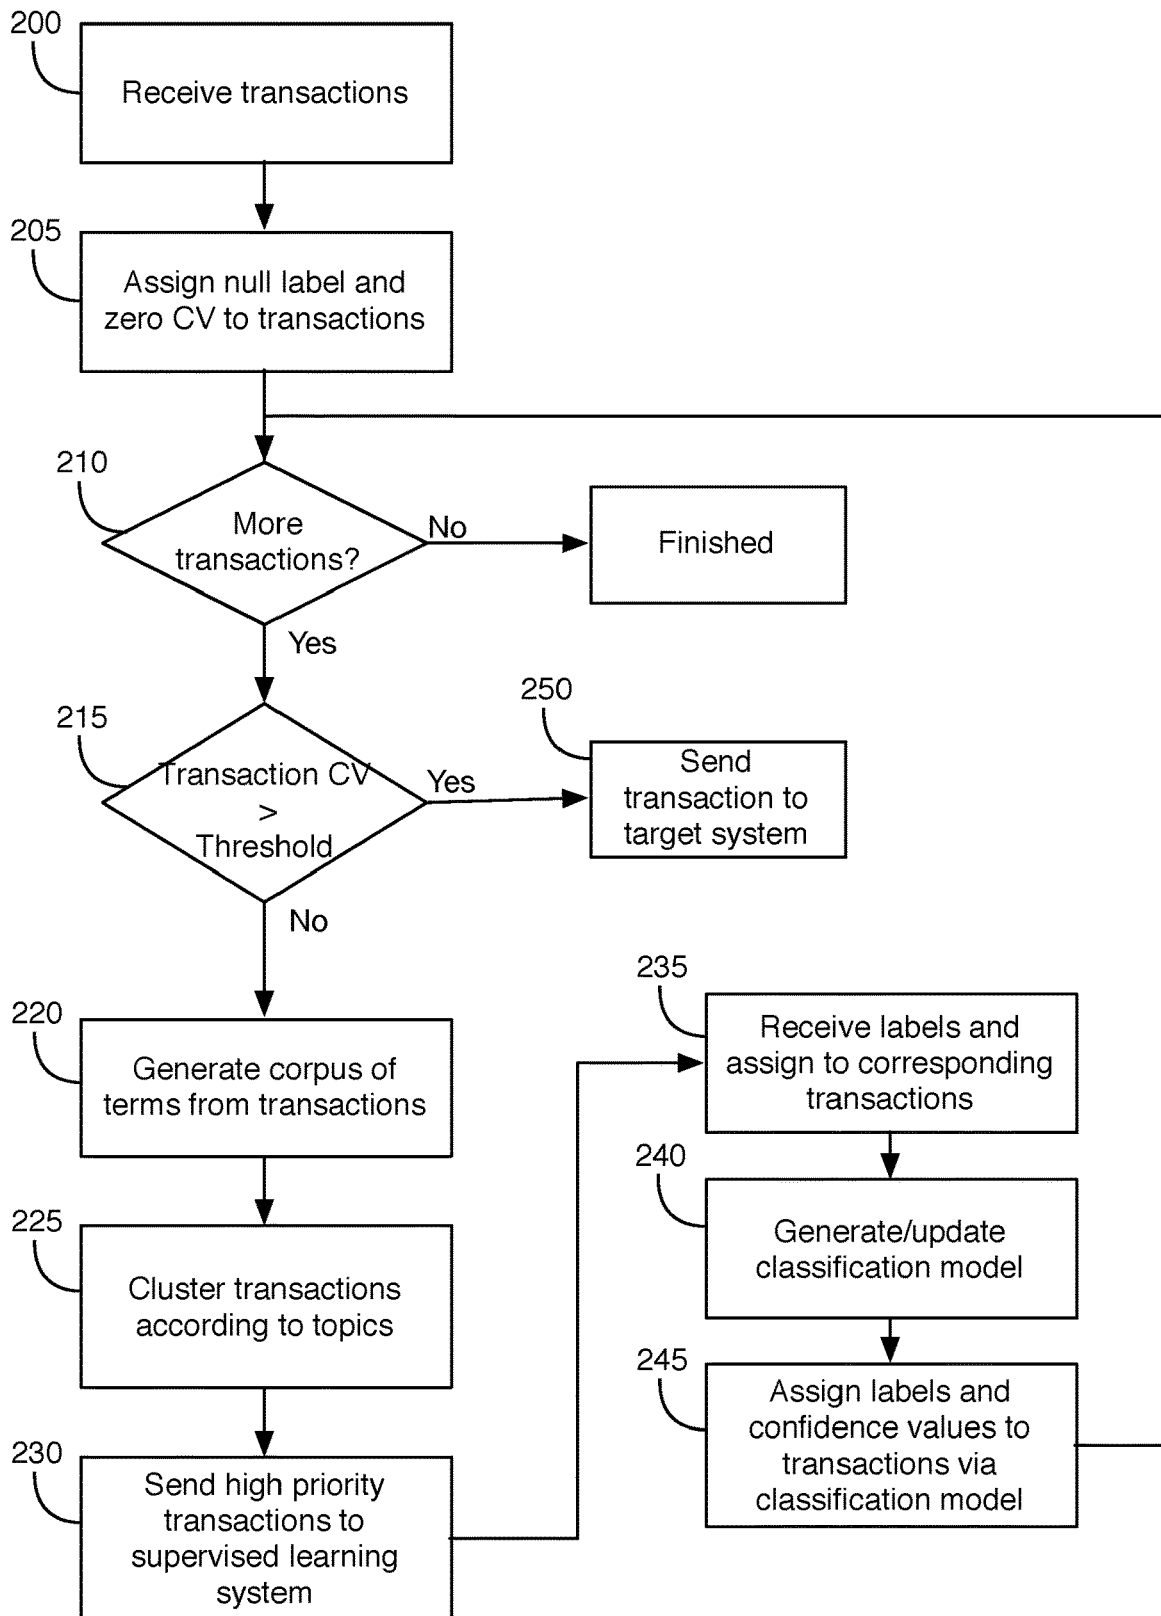 200
Receive transactions
205
Assign null label and
zero CV to transactions
210
More
transactions?
No
Finished
Yes
215
Transaction CV
>
Threshold
Yes
250
Send
transaction to
target system
No
220
Generate corpus of
terms from transactions
225
Cluster transactions
according to topics
230
Send high priority
transactions to
supervised learning
system
235
Receive labels and
assign to corresponding
transactions
240
Generate/update
classification model
245
Assign labels and
confidence values to
transactions via
classification model